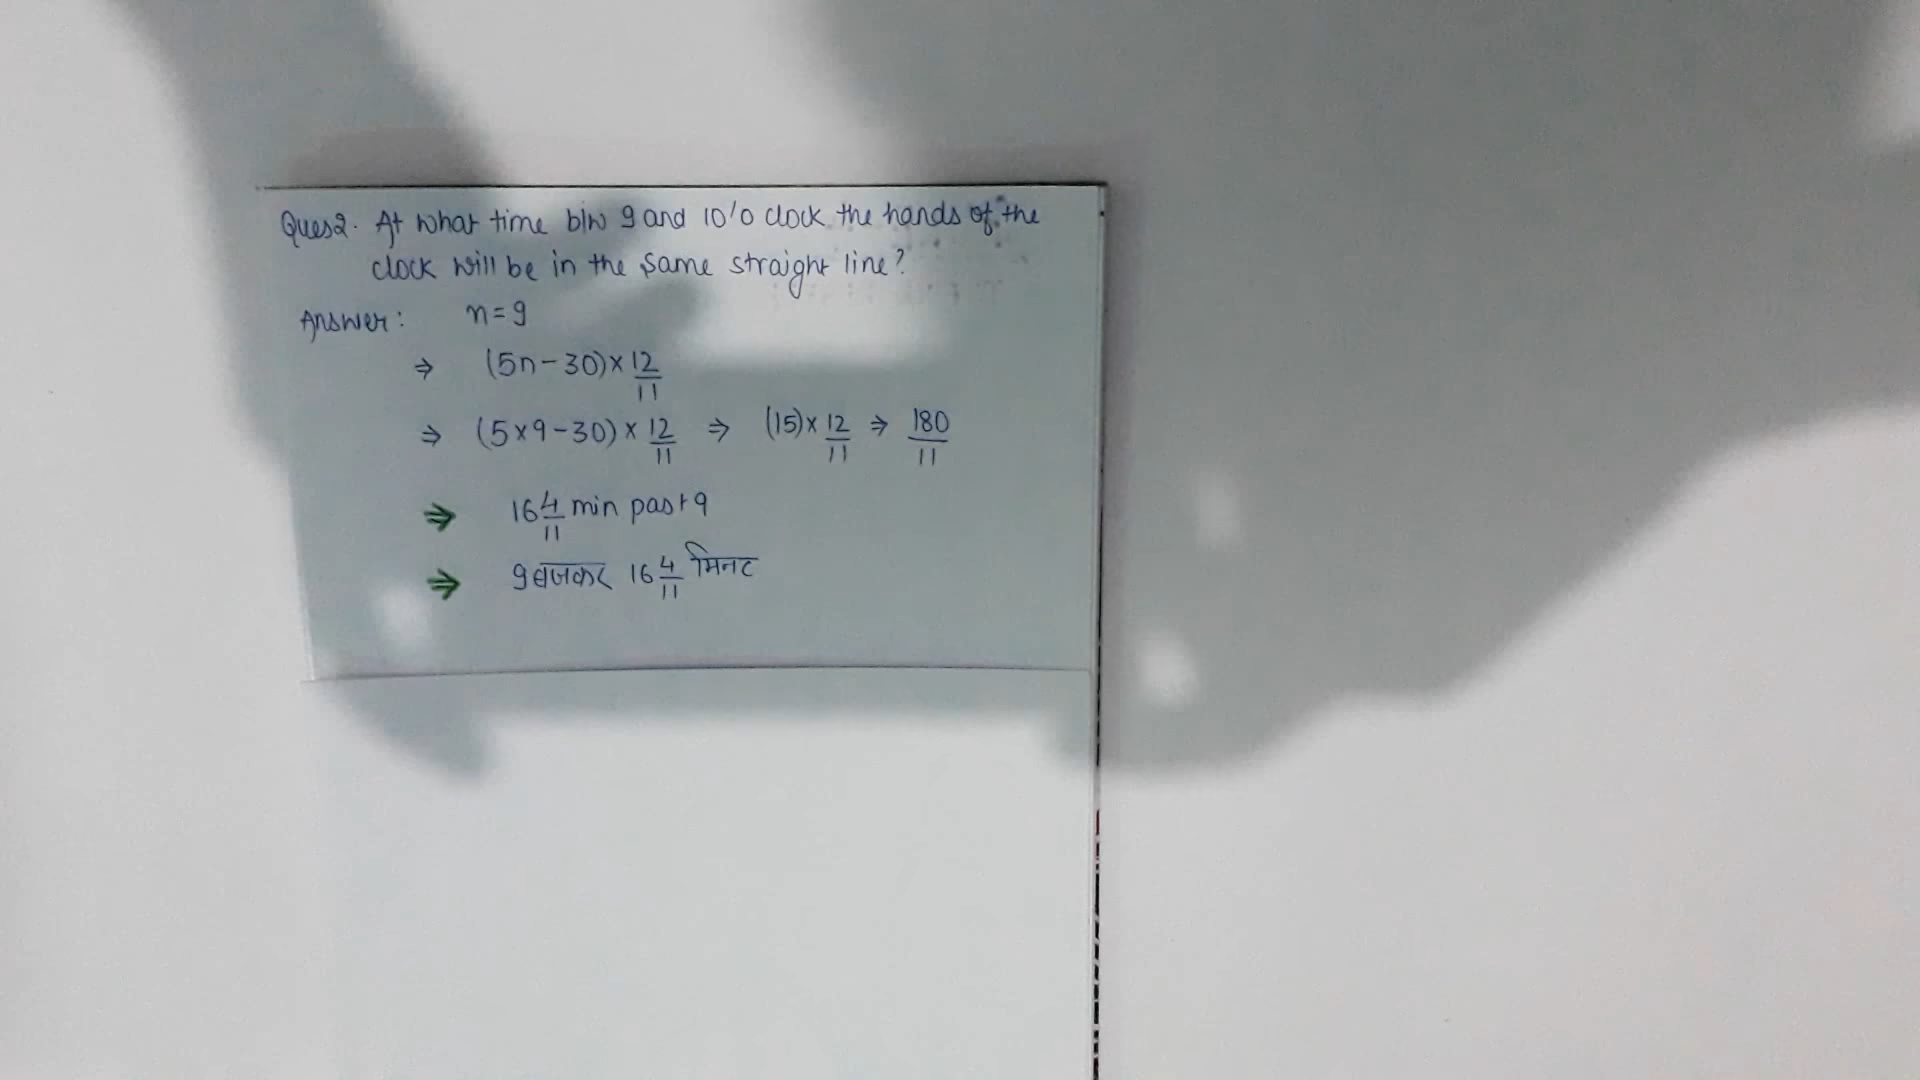 Ques2. At what time b/w 9 and 10'o clock the hands of the
clock will be in the same straight line?
Answer: n=9
⇒ (5n-30)×12/11
⇒ (5×9-30)×12/11 ⇒ (15)×12/11 ⇒ 180/11
⇒ 16 4/11 min past 9
⇒ 9 बजकर 16 4/11 मिनट